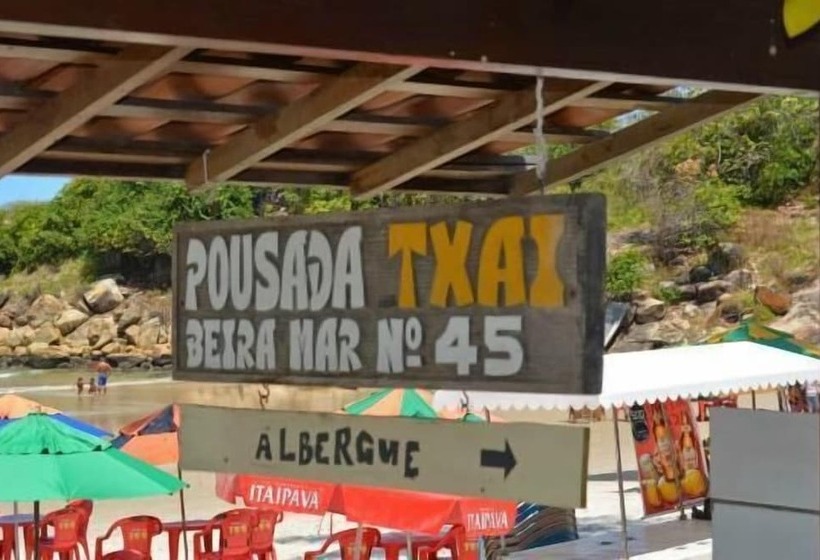 POUSADA TXAI
BEIRA MAR Nº 45
ALBERGUE
ITAIPAVA
ITAIPAVA